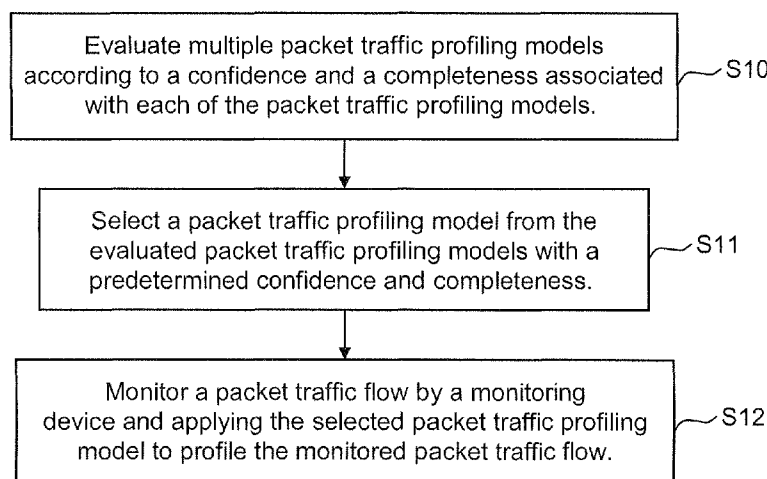 Evaluate multiple packet traffic profiling models
according to a confidence and a completeness associated
with each of the packet traffic profiling models.
S10
Select a packet traffic profiling model from the
evaluated packet traffic profiling models with a
predetermined confidence and completeness.
S11
Monitor a packet traffic flow by a monitoring
device and applying the selected packet traffic profiling
model to profile the monitored packet traffic flow.
S12